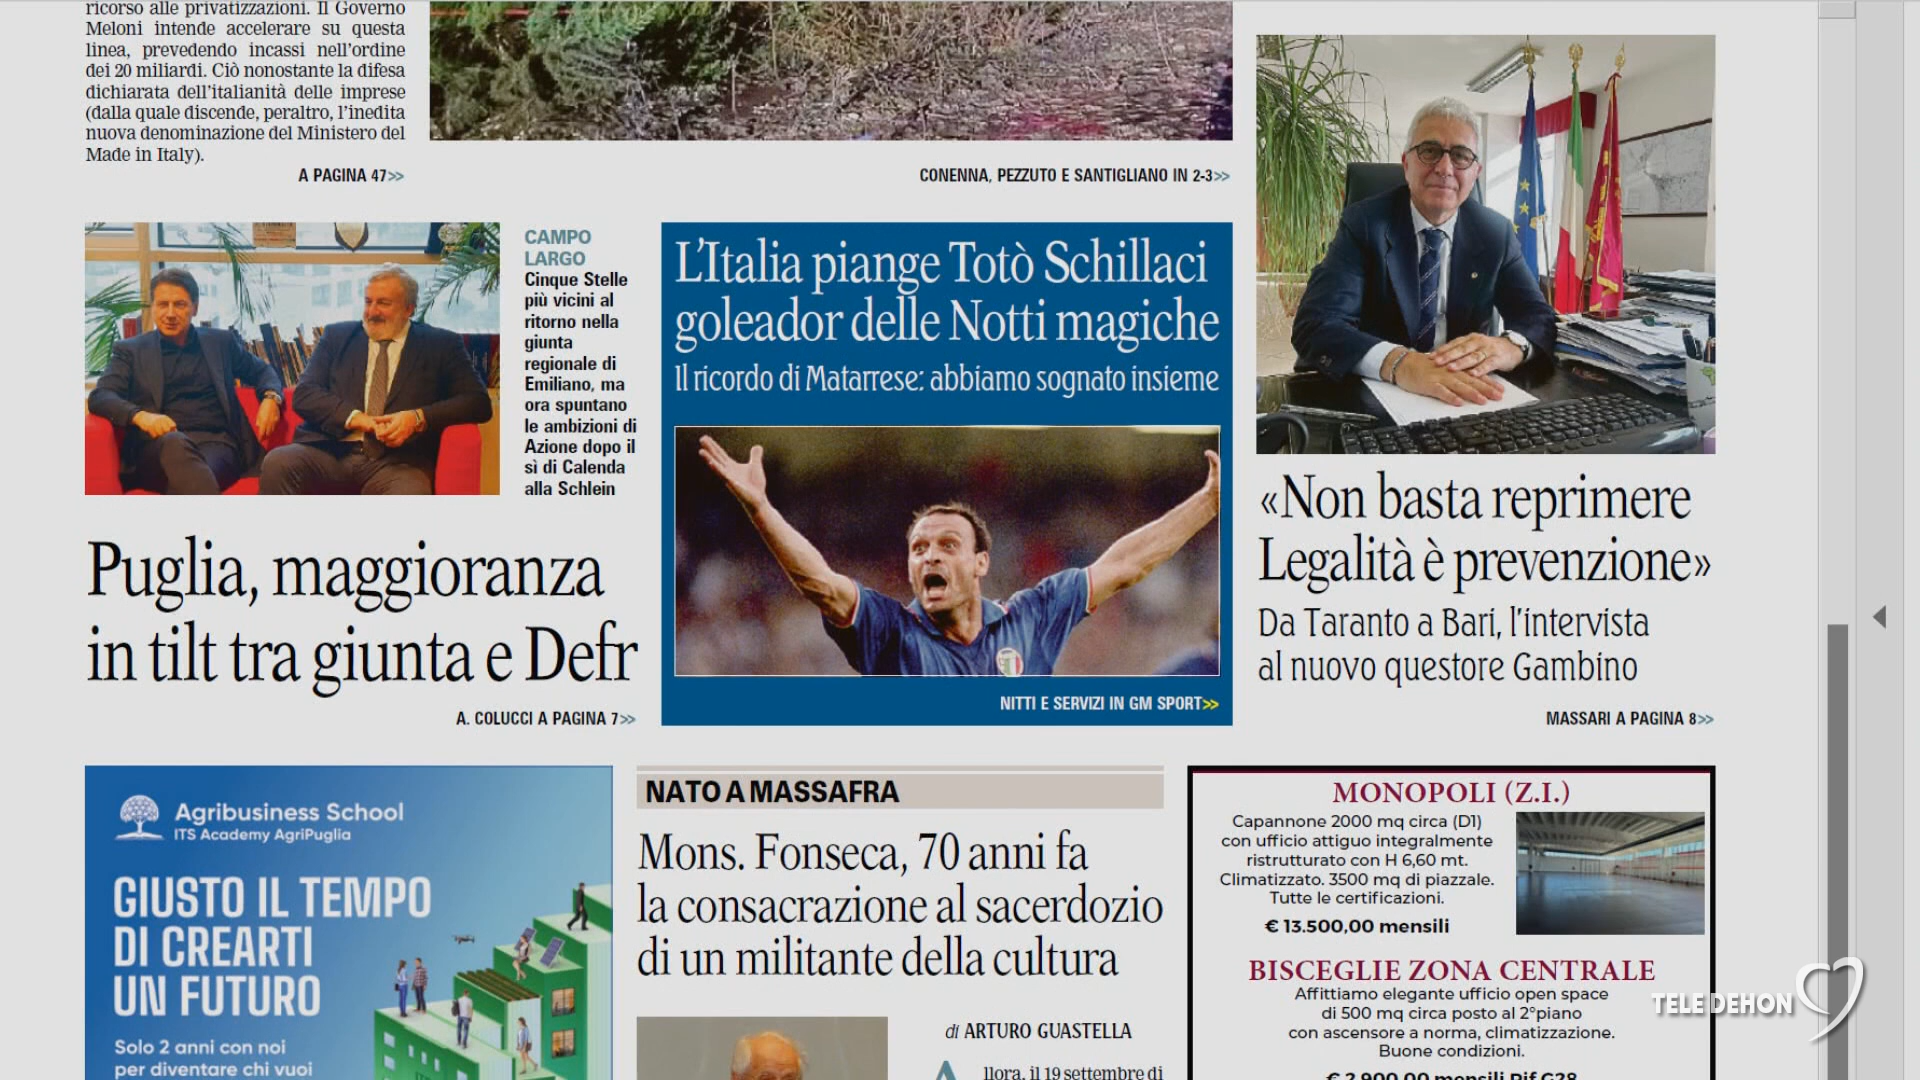 ricorso alle privatizzazioni. Il Governo
Meloni intende accelerare su questa
linea, prevedendo incassi nell'ordine
dei 20 miliardi. Ciò nonostante la difesa
dichiarata dell'italianità delle imprese
(dalla quale discende, peraltro, l'inedita
nuova denominazione del Ministero del
Made in Italy).
A PAGINA 47>>
CONENNA, PEZZUTO E SANTIGLIANO IN 2-3>>
CAMPO
LARGO
Cinque Stelle
più vicini al
ritorno nella
giunta
regionale di
Emiliano, ma
ora spuntano
le ambizioni di
Azione dopo il
sì di Calenda
alla Schlein
Puglia, maggioranza
in tilt tra giunta e Defr
A. COLUCCI A PAGINA 7>>
L'Italia piange Totò Schillaci
goleador delle Notti magiche
Il ricordo di Matarrese: abbiamo sognato insieme
NITTI E SERVIZI IN GM SPORT>>
«Non basta reprimere
Legalità è prevenzione»
Da Taranto a Bari, l'intervista
al nuovo questore Gambino
MASSARI A PAGINA 8>>
Agribusiness School
ITS Academy AgriPuglia
GIUSTO IL TEMPO
DI CREARTI
UN FUTURO
Solo 2 anni con noi
per diventare chi vuoi
NATO A MASSAFRA
Mons. Fonseca, 70 anni fa
la consacrazione al sacerdozio
di un militante della cultura
di ARTURO GUASTELLA
Allora, il 19 settembre di
MONOPOLI (Z.I.)
Capannone 2000 mq circa (D1)
con ufficio attiguo integralmente
ristrutturato con H 6,60 mt.
Climatizzato. 3500 mq di piazzale.
Tutte le certificazioni.
€ 13.500,00 mensili
BISCEGLIE ZONA CENTRALE
Affittiamo elegante ufficio open space
di 500 mq circa posto al 2°piano
con ascensore a norma, climatizzazione.
Buone condizioni.
€ 2.900,00 mensili Rif G28
TELE DEHON